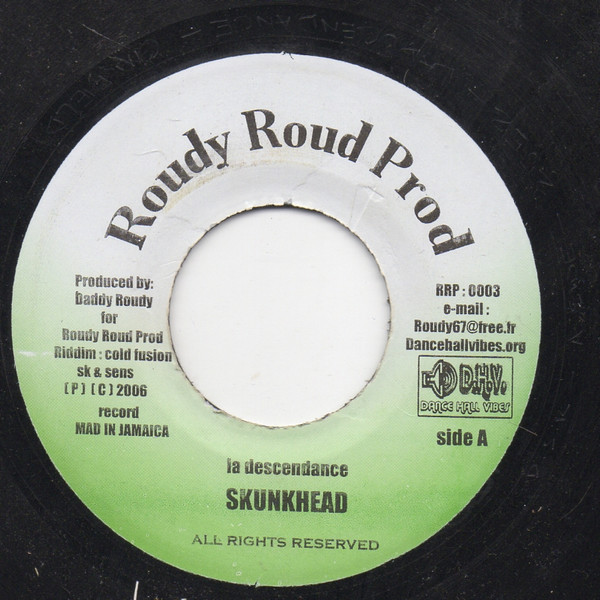 Roudy Roud Prod
Produced by:
Daddy Roudy
for
Roudy Roud Prod
Riddim : cold fusion
sk & sens
(P) (C) 2006
record
MAD IN JAMAICA
RRP : 0003
e-mail :
Roudy67@free.fr
Dancehallvibes.org
D.H.V.
DANCE HALL VIBES
side A
la descendance
SKUNKHEAD
ALL RIGHTS RESERVED